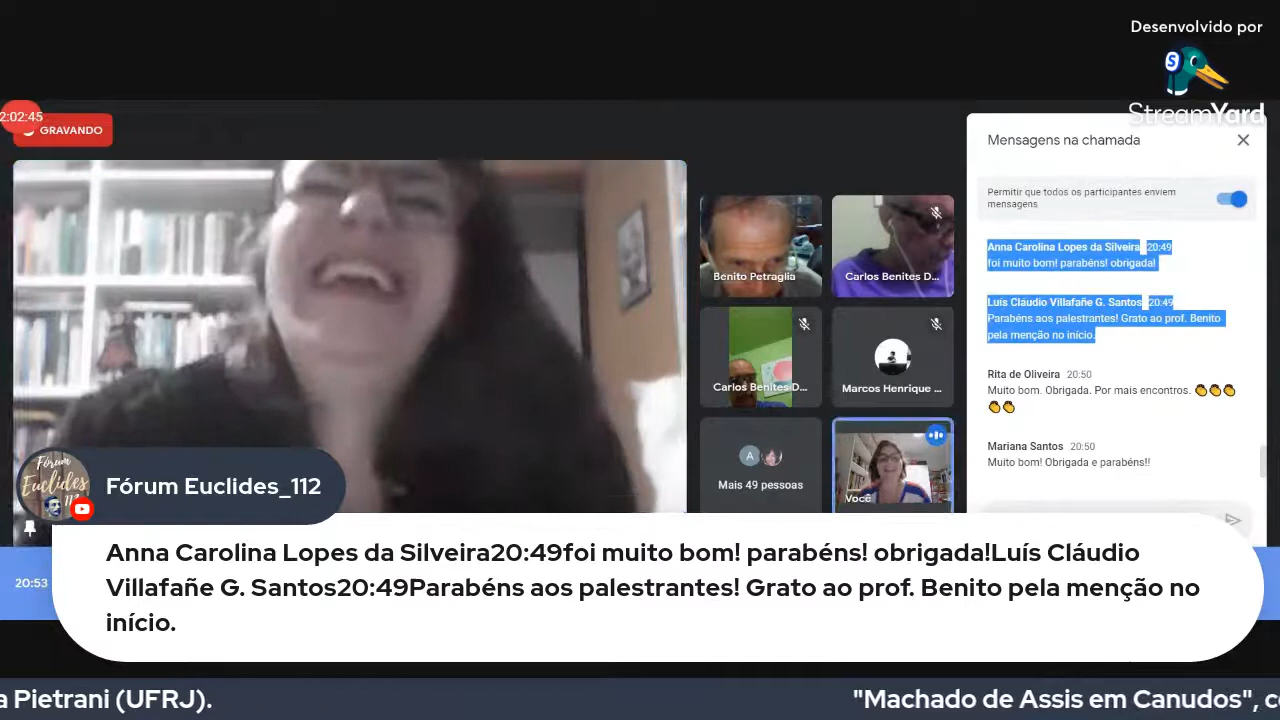 Desenvolvido por
StreamYard
2:02:45
GRAVANDO
Mensagens na chamada
Permitir que todos os participantes enviem
mensagens
Anna Carolina Lopes da Silveira 20:49
foi muito bom! parabéns! obrigada!
Luís Cláudio Villafañe G. Santos 20:49
Parabéns aos palestrantes! Grato ao prof. Benito
pela menção no início.
Rita de Oliveira 20:50
Muito bom. Obrigada. Por mais encontros. 👏👏👏
👏👏
Mariana Santos 20:50
Muito bom! Obrigada e parabéns!!
Benito Petraglia
Carlos Benites D...
Carlos Benites D...
Marcos Henrique ...
A
Mais 49 pessoas
Você
Fórum
Euclides
112
Fórum Euclides_112
20:53
Anna Carolina Lopes da Silveira20:49foi muito bom! parabéns! obrigada!Luís Cláudio
Villafañe G. Santos20:49Parabéns aos palestrantes! Grato ao prof. Benito pela menção no
início.
a Pietrani (UFRJ). "Machado de Assis em Canudos", c